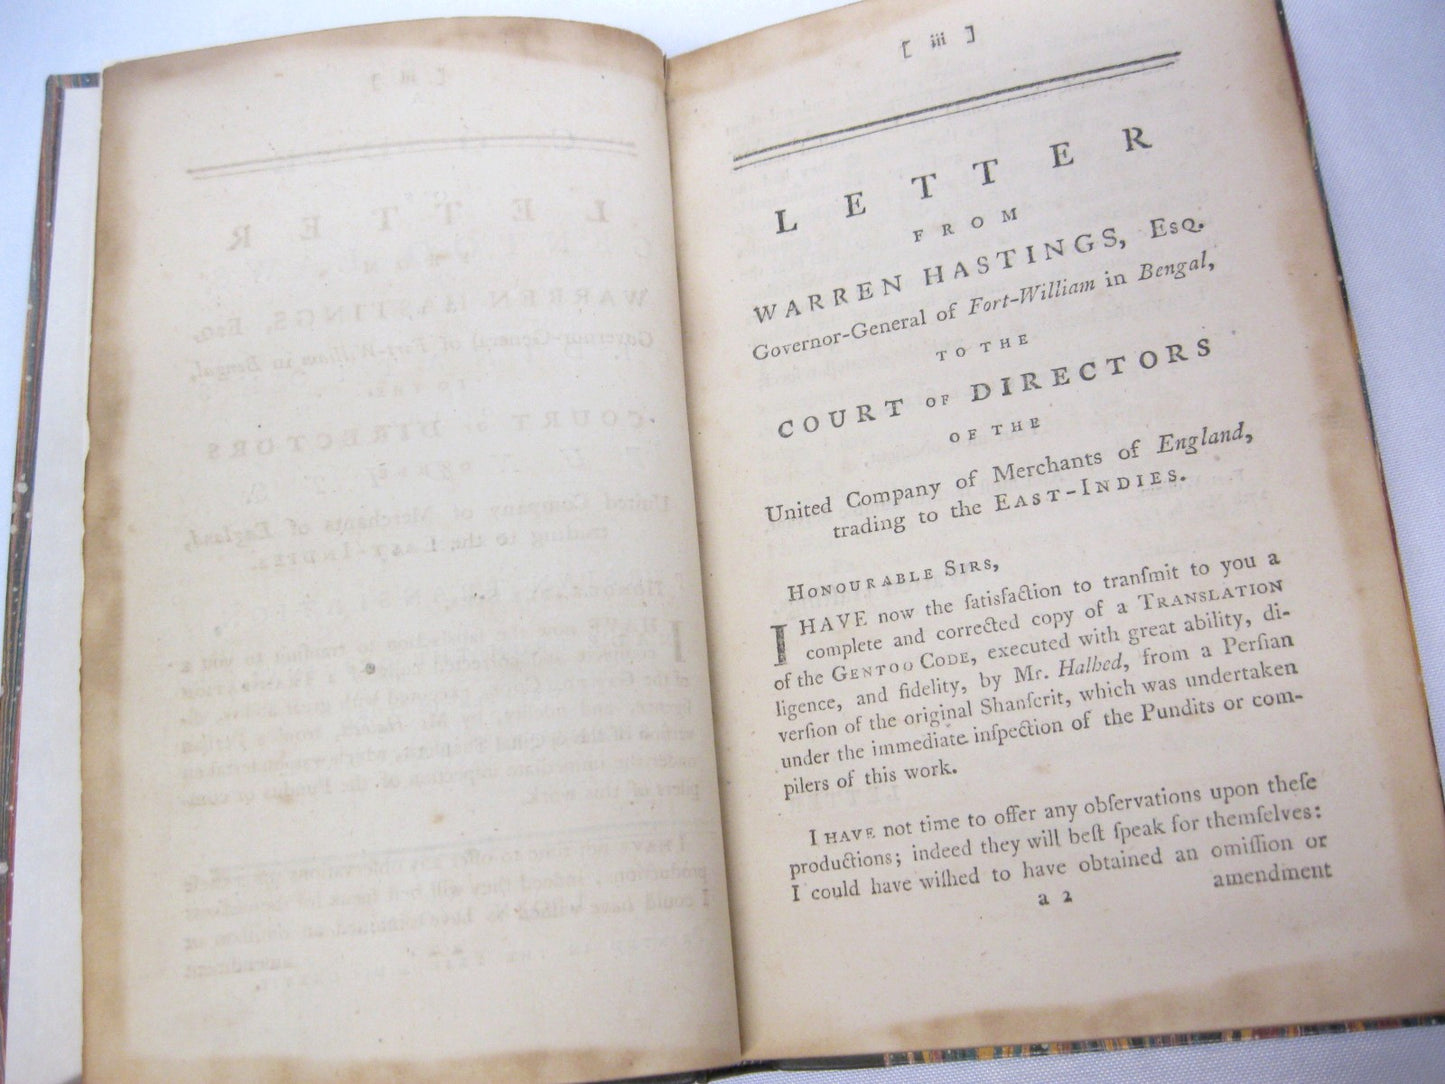 [ iii ]
LETTER
FROM
WARREN HASTINGS, ESQ.
Governor-General of Fort-William in Bengal,
TO THE
COURT OF DIRECTORS
OF THE
United Company of Merchants of England,
trading to the EAST-INDIES.
HONOURABLE SIRS,
I HAVE now the ſatisfaction to tranſmit to you a
complete and corrected copy of a TRANSLATION
of the GENTOO CODE, executed with great ability, di-
ligence, and fidelity, by Mr. Halhed, from a Perſian
verſion of the original Shanſcrit, which was undertaken
under the immediate inſpection of the Pundits or com-
pilers of this work.
I HAVE not time to offer any obſervations upon theſe
productions; indeed they will beſt ſpeak for themſelves:
I could have wiſhed to have obtained an omiſſion or
a 2
amendment